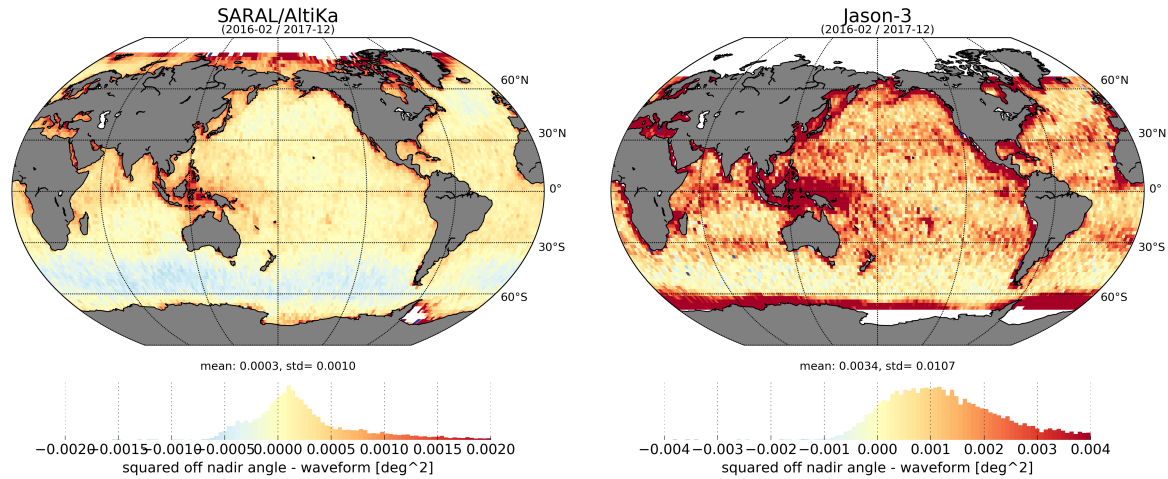 SARAL/AltiKa
(2016-02 / 2017-12)
60°N
30°N
0°
30°S
60°S
mean: 0.0003, std= 0.0010
−0.0020 −0.0015 −0.0010 −0.0005 0.0000 0.0005 0.0010 0.0015 0.0020
squared off nadir angle - waveform [deg^2]
Jason-3
(2016-02 / 2017-12)
60°N
30°N
0°
30°S
60°S
mean: 0.0034, std= 0.0107
−0.004 −0.003 −0.002 −0.001 0.000 0.001 0.002 0.003 0.004
squared off nadir angle - waveform [deg^2]